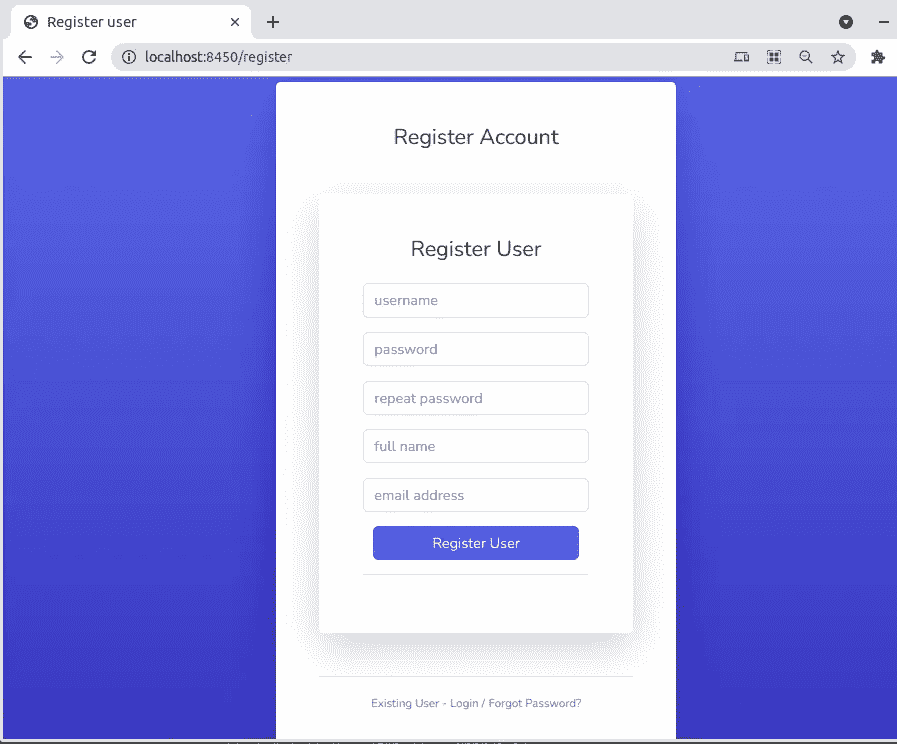 Register user
localhost:8450/register
Register Account
Register User
username
password
repeat password
full name
email address
Register User
Existing User - Login / Forgot Password?